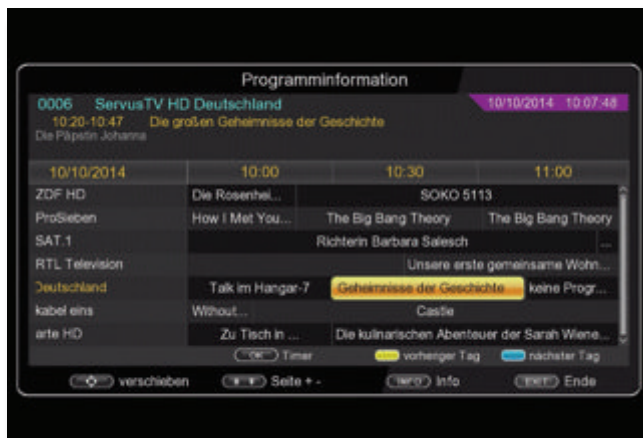 Programminformation
0006 ServusTV HD Deutschland 10/10/2014 10:07:48
10:20-10:47 Die großen Geheimnisse der Geschichte
Die Päpstin Johanna
10/10/2014 10:00 10:30 11:00
ZDF HD Die Rosenhei... SOKO 5113
ProSieben How I Met You... The Big Bang Theory The Big Bang Theory
SAT.1 Richterin Barbara Salesch ...
RTL Television Unsere erste gemeinsame Wohn...
Deutschland Talk im Hangar-7 Geheimnisse der Geschichte keine Progr...
kabel eins Without... Castle
arte HD Zu Tisch in ... Die kulinarischen Abenteuer der Sarah Wiene...
OK Timer vorheriger Tag nächster Tag
verschieben Seite + - INFO Info EXIT Ende